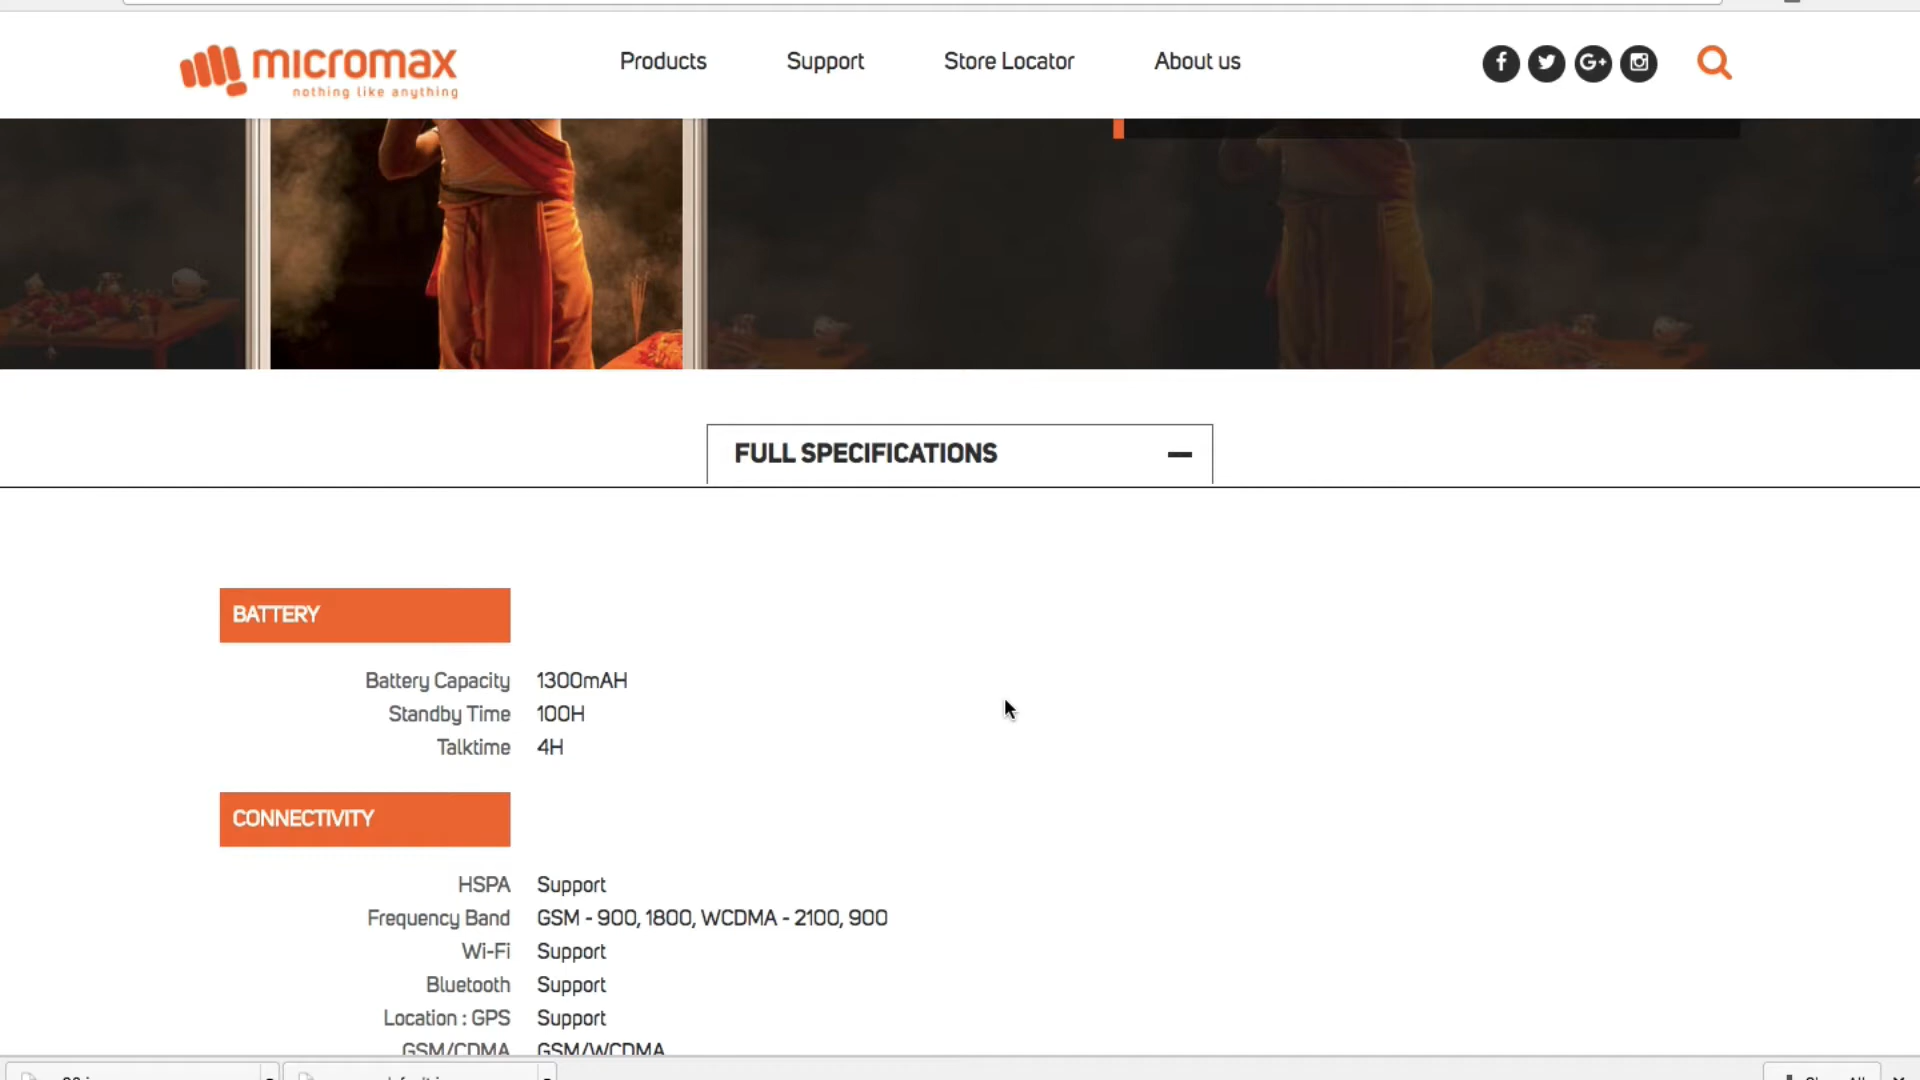 micromax
nothing like anything
Products
Support
Store Locator
About us
FULL SPECIFICATIONS
BATTERY
Battery Capacity 1300mAH
Standby Time 100H
Talktime 4H
CONNECTIVITY
HSPA Support
Frequency Band GSM - 900, 1800, WCDMA - 2100, 900
Wi-Fi Support
Bluetooth Support
Location : GPS Support
GSM/CDMA GSM/WCDMA